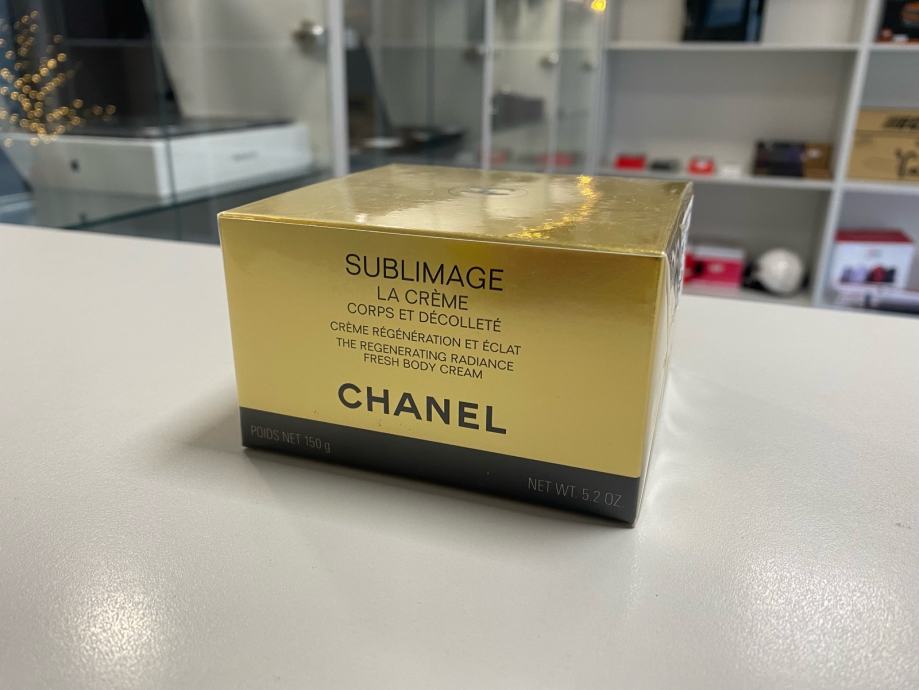 SUBLIMAGE
LA CRÈME
CORPS ET DÉCOLLETÉ
CRÈME RÉGÉNÉRATION ET ÉCLAT
THE REGENERATING RADIANCE
FRESH BODY CREAM
CHANEL
POIDS NET 150 g
NET WT. 5.2 OZ.